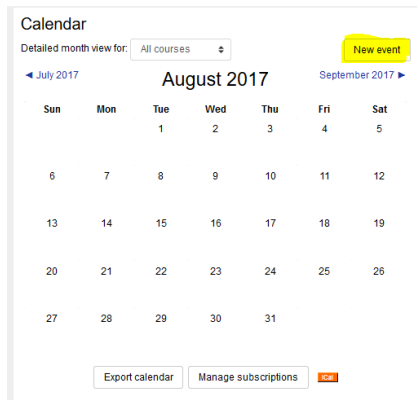 Calendar
Detailed month view for: All courses New event
◄ July 2017 August 2017 September 2017 ►
Sun Mon Tue Wed Thu Fri Sat
1 2 3 4 5
6 7 8 9 10 11 12
13 14 15 16 17 18 19
20 21 22 23 24 25 26
27 28 29 30 31
Export calendar Manage subscriptions iCal